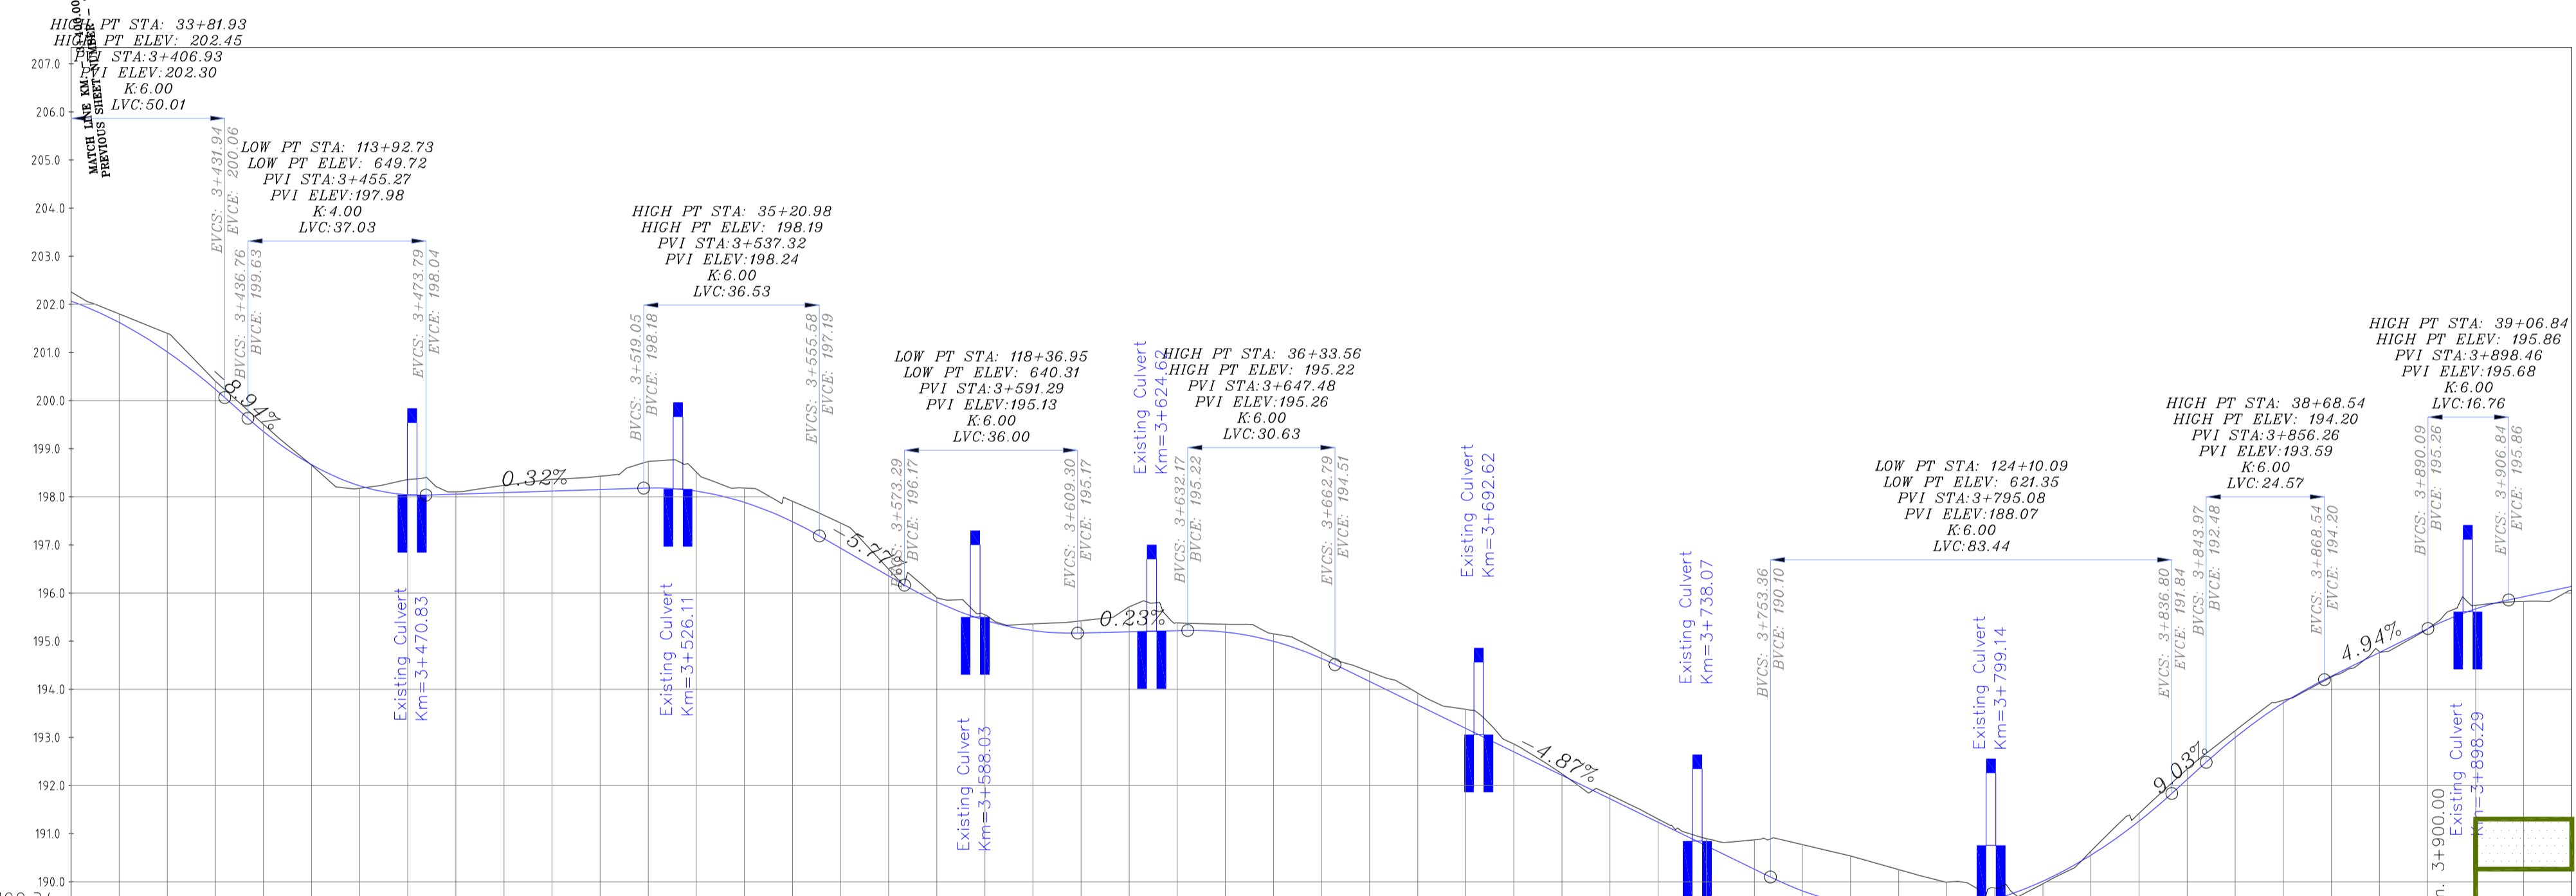 HIGH PT STA: 33+81.93
HIGH PT ELEV: 202.45
PVI STA:3+406.93
PVI ELEV:202.30
K:6.00
LVC:50.01
MATCH LINE KM. -
PREVIOUS SHEET NUMBER -
EVCS: 3+431.94
EVCE: 200.06
LOW PT STA: 113+92.73
LOW PT ELEV: 649.72
PVI STA:3+455.27
PVI ELEV:197.98
K:4.00
LVC:37.03
BVCS: 3+436.76
BVCE: 199.63
EVCS: 3+473.79
EVCE: 198.04
HIGH PT STA: 35+20.98
HIGH PT ELEV: 198.19
PVI STA:3+537.32
PVI ELEV:198.24
K:6.00
LVC:36.53
BVCS: 3+519.05
BVCE: 198.18
EVCS: 3+555.58
EVCE: 197.19
LOW PT STA: 118+36.95
LOW PT ELEV: 640.31
PVI STA:3+591.29
PVI ELEV:195.13
K:6.00
LVC:36.00
BVCS: 3+573.29
BVCE: 196.17
EVCS: 3+609.30
EVCE: 195.17
HIGH PT STA: 36+33.56
HIGH PT ELEV: 195.22
PVI STA:3+647.48
PVI ELEV:195.26
K:6.00
LVC:30.63
BVCS: 3+632.17
BVCE: 195.22
EVCS: 3+662.79
EVCE: 194.51
LOW PT STA: 124+10.09
LOW PT ELEV: 621.35
PVI STA:3+795.08
PVI ELEV:188.07
K:6.00
LVC:83.44
BVCS: 3+753.36
BVCE: 190.10
EVCS: 3+836.80
EVCE: 191.84
HIGH PT STA: 38+68.54
HIGH PT ELEV: 194.20
PVI STA:3+856.26
PVI ELEV:193.59
K:6.00
LVC:24.57
BVCS: 3+843.97
BVCE: 192.48
EVCS: 3+868.54
EVCE: 194.20
HIGH PT STA: 39+06.84
HIGH PT ELEV: 195.86
PVI STA:3+898.46
PVI ELEV:195.68
K:6.00
LVC:16.76
BVCS: 3+890.09
BVCE: 195.26
EVCS: 3+906.84
EVCE: 195.86
207.0
206.0
205.0
204.0
203.0
202.0
201.0
200.0
199.0
198.0
197.0
196.0
195.0
194.0
193.0
192.0
191.0
190.0
-8.94%
0.32%
-5.77%
0.23%
-4.87%
9.03%
4.94%
Existing Culvert
Km=3+470.83
Existing Culvert
Km=3+526.11
Existing Culvert
Km=3+588.03
Existing Culvert
Km=3+624.62
Existing Culvert
Km=3+692.62
Existing Culvert
Km=3+738.07
Existing Culvert
Km=3+799.14
Existing Culvert
Km=3+898.29
3+900.00